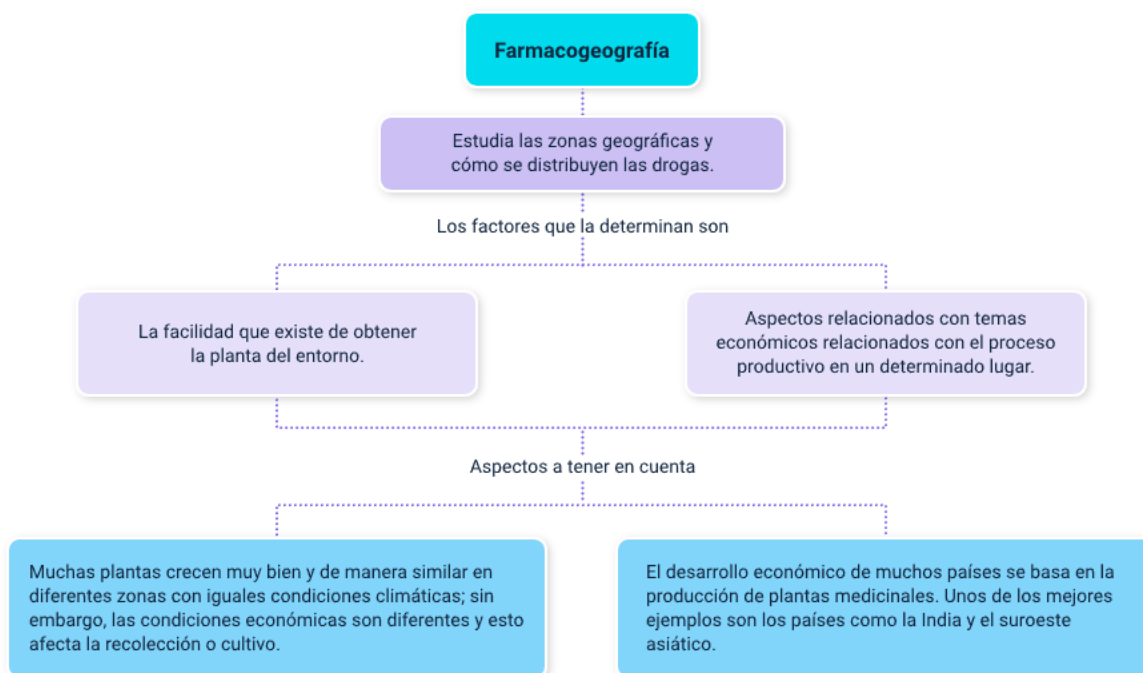 Farmacogeografía
Estudia las zonas geográficas y
cómo se distribuyen las drogas.
Los factores que la determinan son
La facilidad que existe de obtener
la planta del entorno.
Aspectos relacionados con temas
económicos relacionados con el proceso
productivo en un determinado lugar.
Aspectos a tener en cuenta
Muchas plantas crecen muy bien y de manera similar en
diferentes zonas con iguales condiciones climáticas; sin
embargo, las condiciones económicas son diferentes y esto
afecta la recolección o cultivo.
El desarrollo económico de muchos países se basa en la
producción de plantas medicinales. Unos de los mejores
ejemplos son los países como la India y el suroeste
asiático.